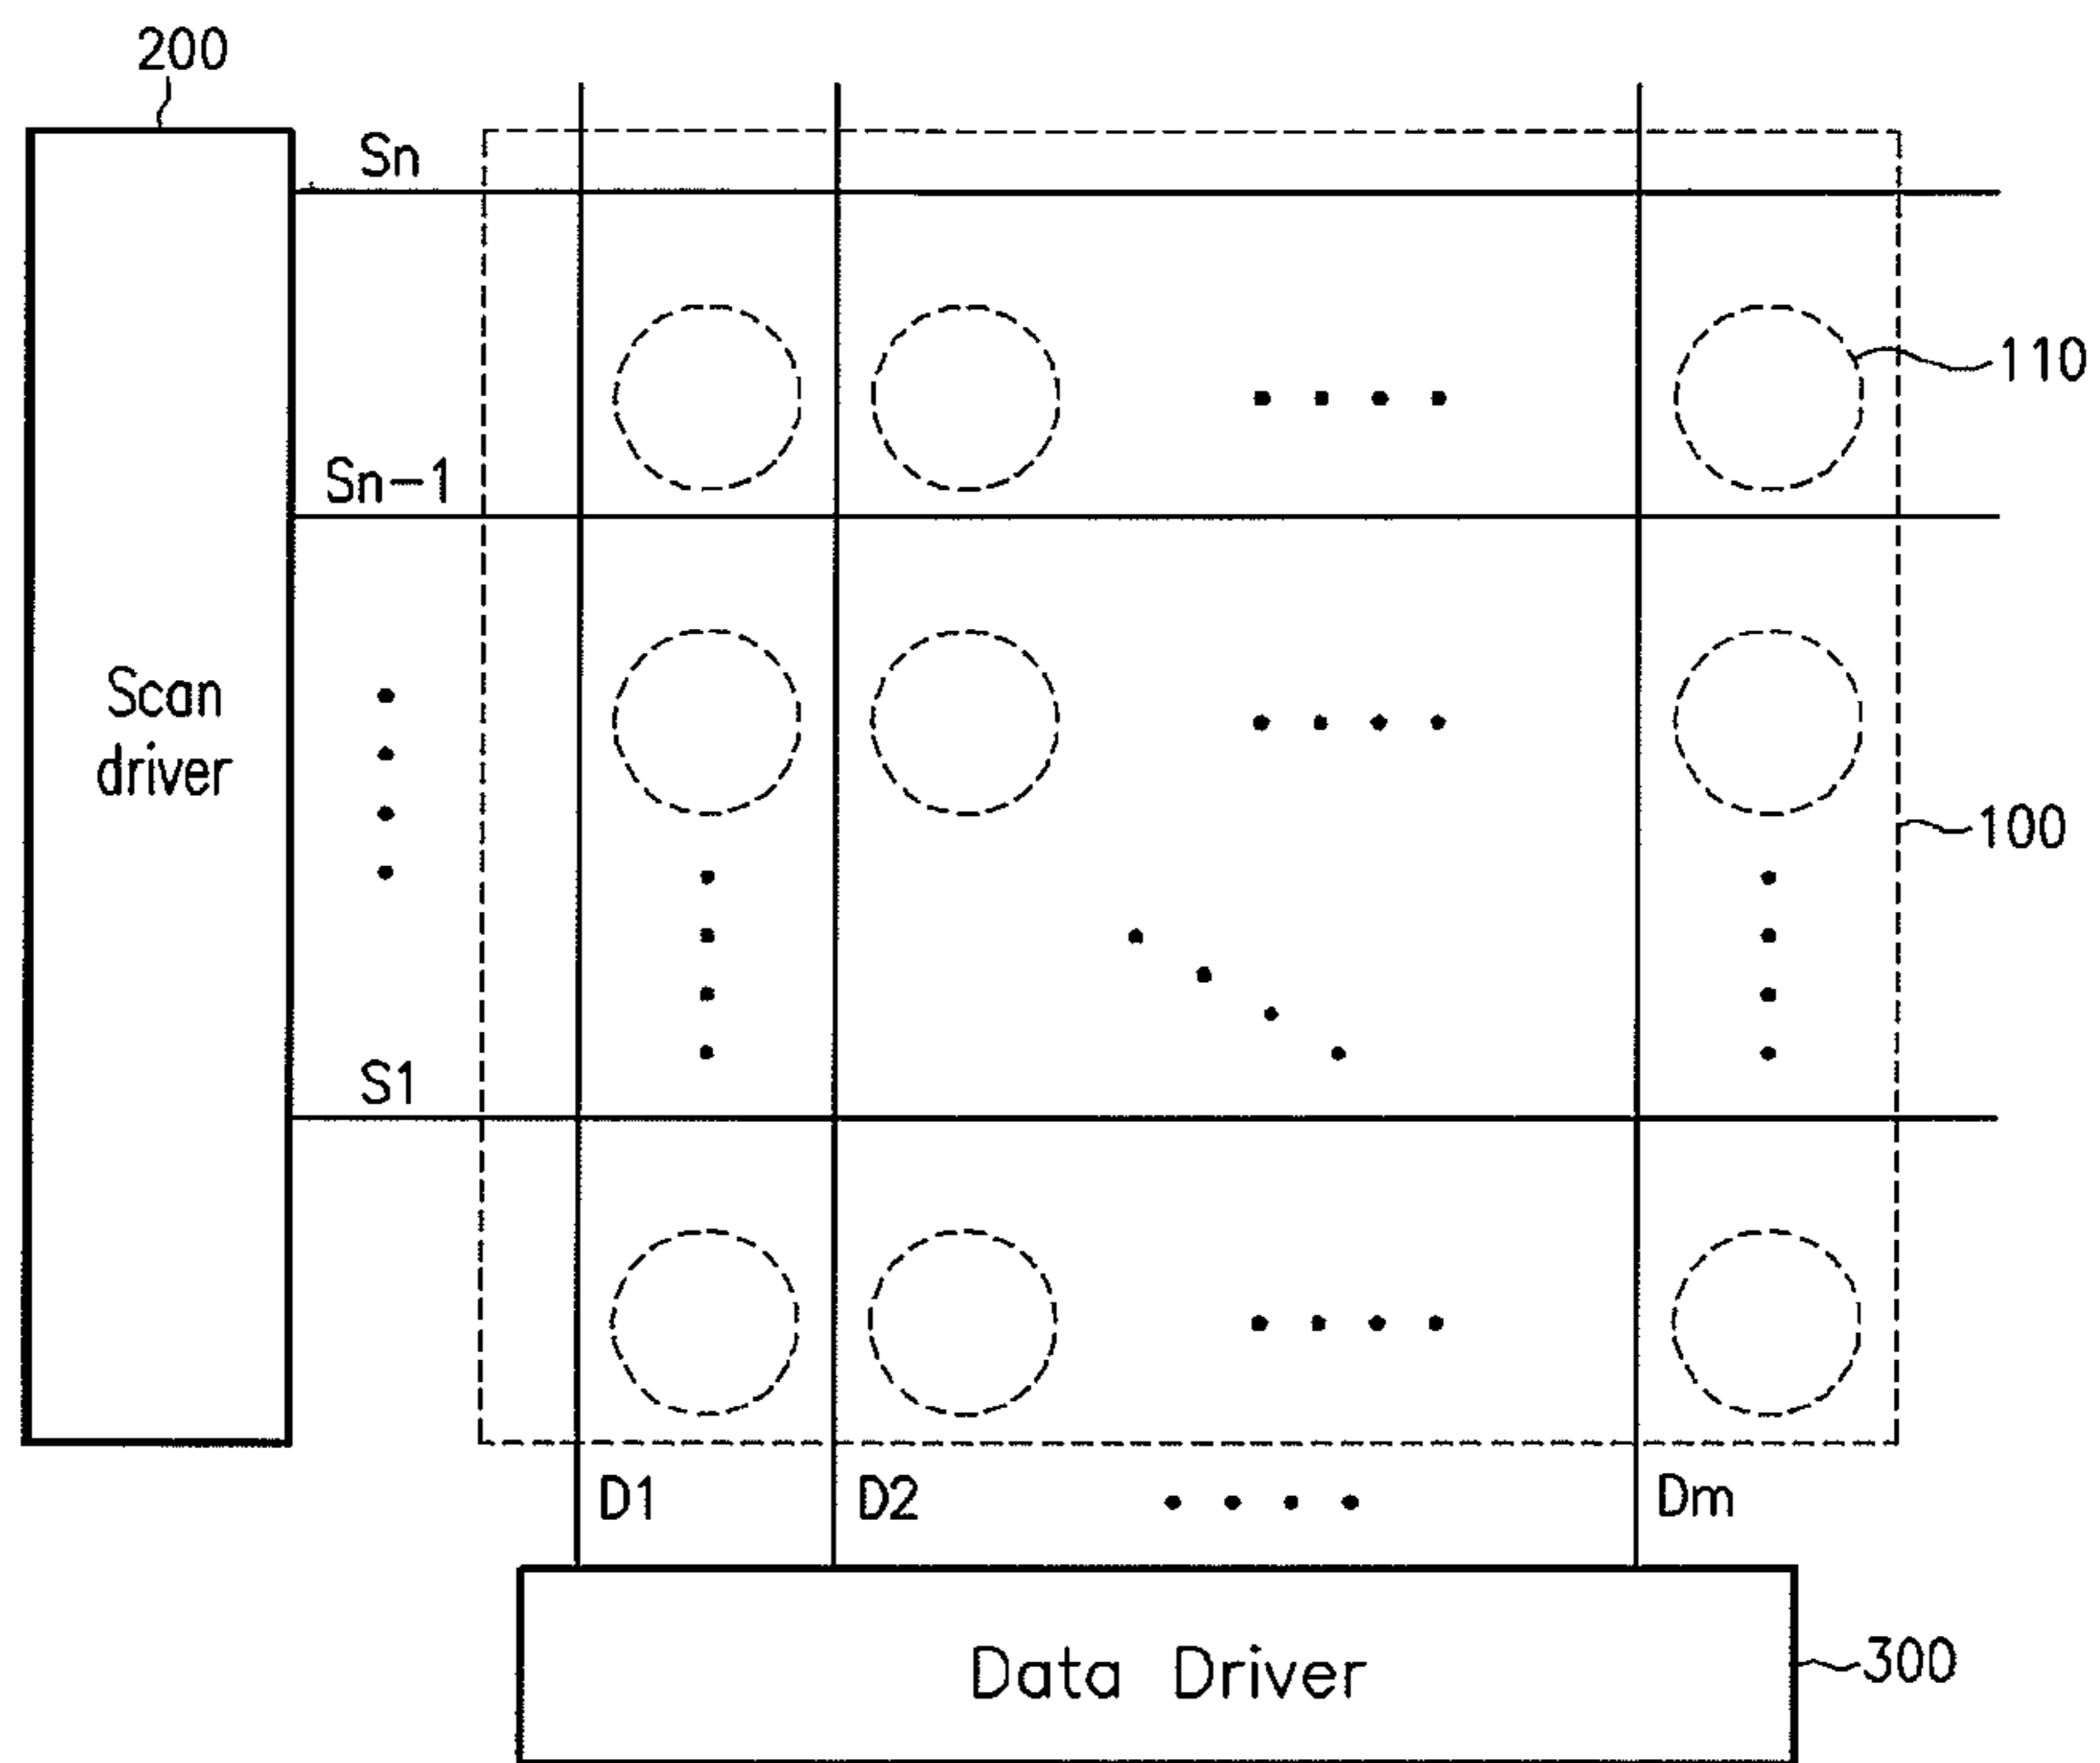 200
Sn
110
Sn-1
Scan
driver
100
S1
D1
D2
Dm
Data Driver
300